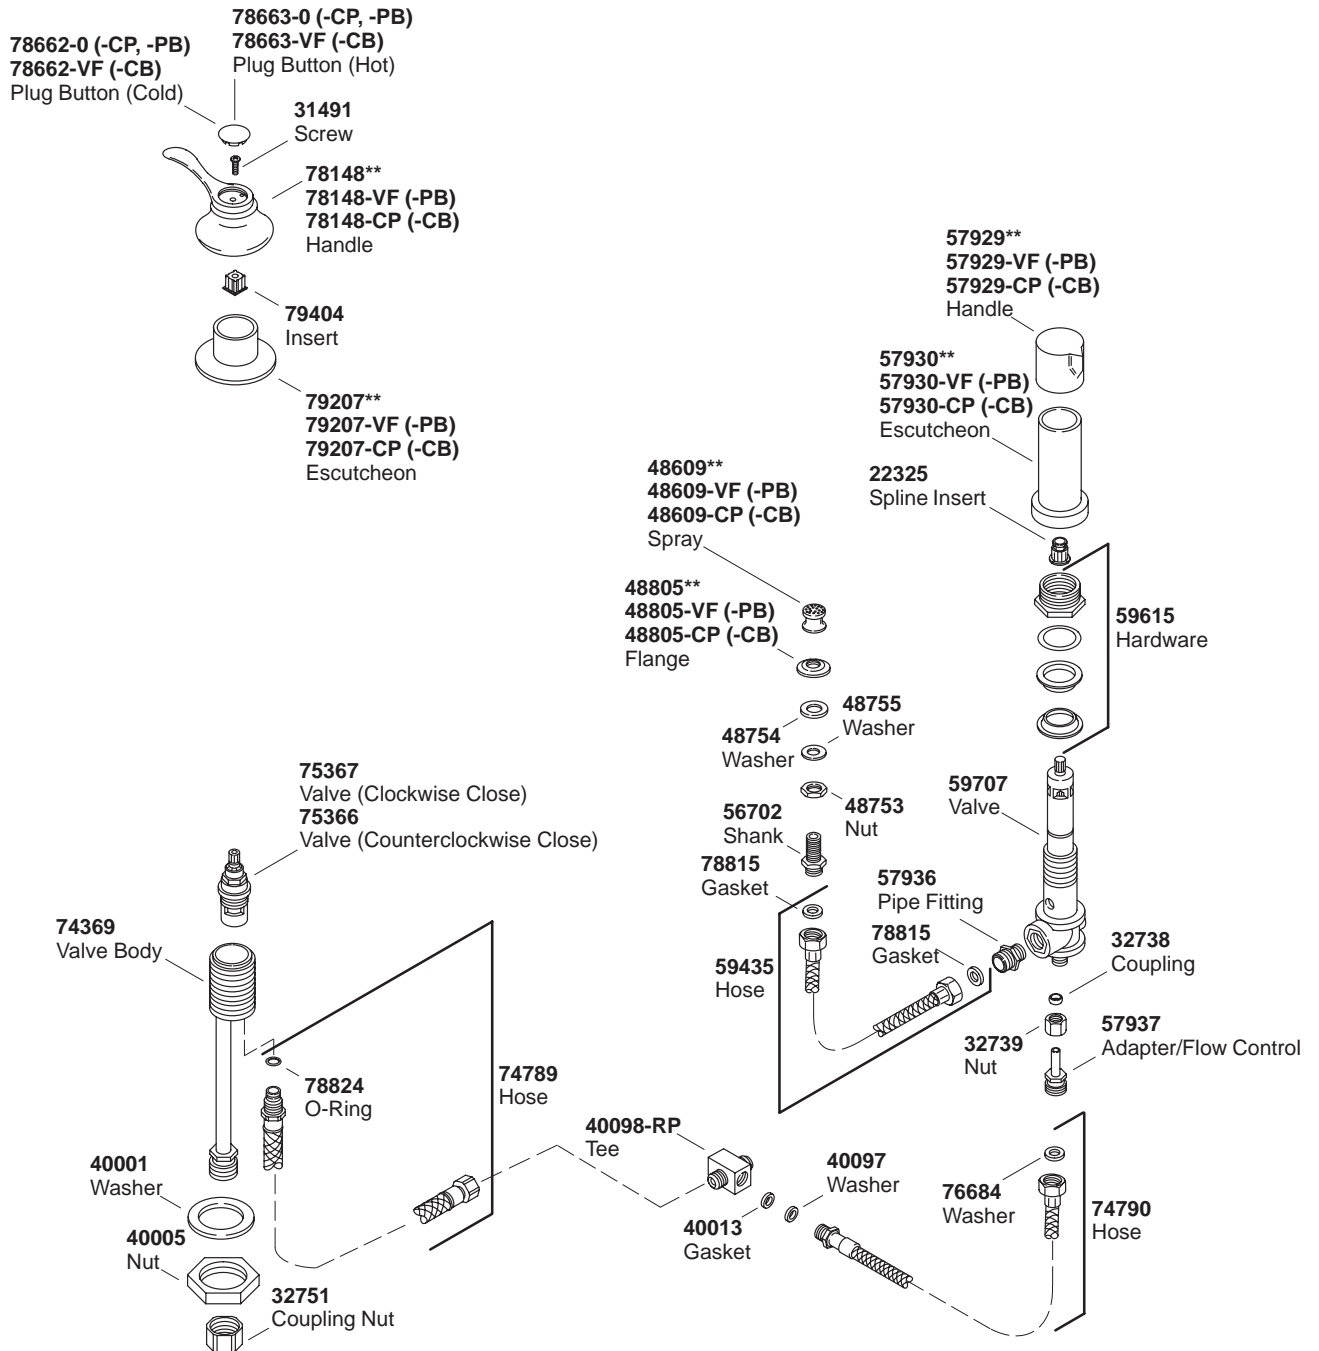 78662-0 (-CP, -PB)
78662-VF (-CB)
Plug Button (Cold)
78663-0 (-CP, -PB)
78663-VF (-CB)
Plug Button (Hot)
31491
Screw
78148**
78148-VF (-PB)
78148-CP (-CB)
Handle
79404
Insert
79207**
79207-VF (-PB)
79207-CP (-CB)
Escutcheon
57929**
57929-VF (-PB)
57929-CP (-CB)
Handle
57930**
57930-VF (-PB)
57930-CP (-CB)
Escutcheon
22325
Spline Insert
48609**
48609-VF (-PB)
48609-CP (-CB)
Spray
48805**
48805-VF (-PB)
48805-CP (-CB)
Flange
59615
Hardware
48755
Washer
48754
Washer
48753
Nut
56702
Shank
78815
Gasket
59707
Valve
57936
Pipe Fitting
78815
Gasket
59435
Hose
32738
Coupling
32739
Nut
57937
Adapter/Flow Control
75367
Valve (Clockwise Close)
75366
Valve (Counterclockwise Close)
74369
Valve Body
78824
O-Ring
74789
Hose
40001
Washer
40005
Nut
32751
Coupling Nut
40098-RP
Tee
40097
Washer
40013
Gasket
76684
Washer
74790
Hose